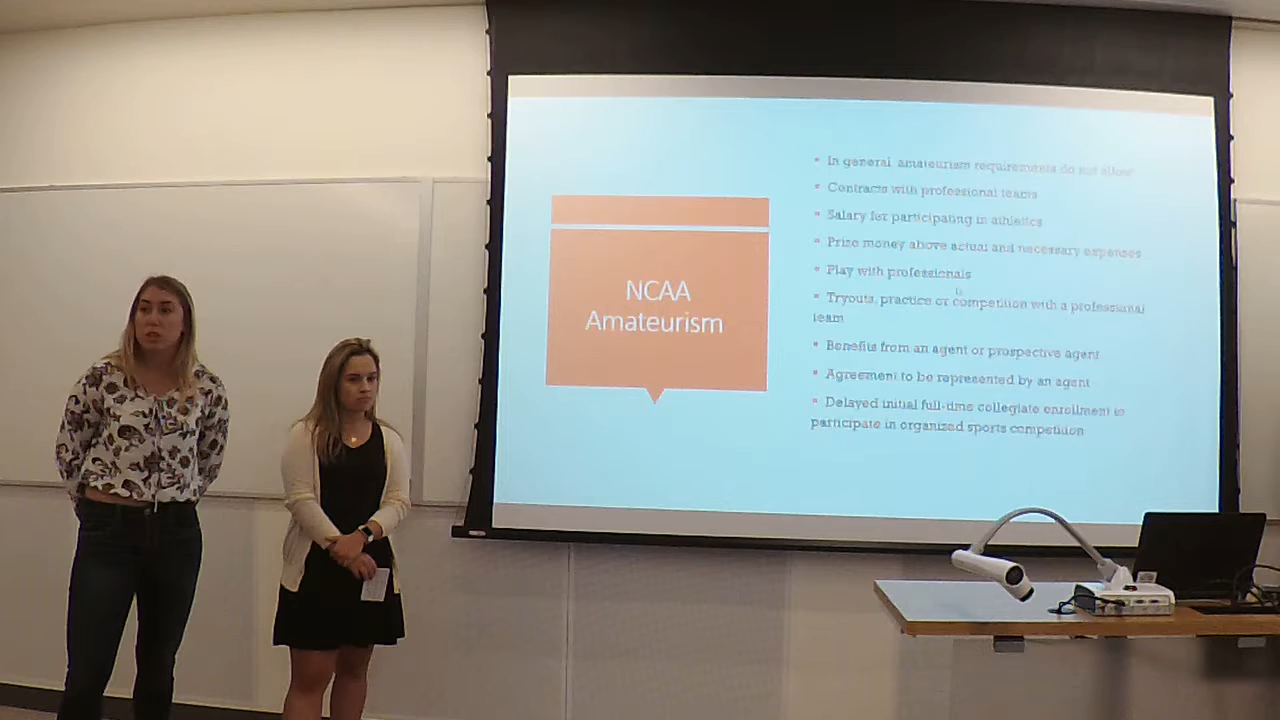 NCAA
Amateurism
In general amateurism requirements do not allow
Contracts with professional teams
Salary for participating in athletics
Prize money above actual and necessary expenses
Play with professionals
Tryouts, practice or competition with a professional
team
Benefits from an agent or prospective agent
Agreement to be represented by an agent
Delayed initial full-time collegiate enrollment to
participate in organized sports competition